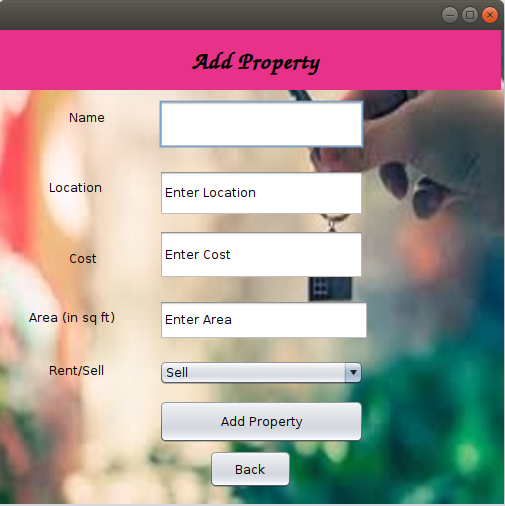 Add Property
Name
Location
Enter Location
Cost
Enter Cost
Area (in sq ft)
Enter Area
Rent/Sell
Sell
Add Property
Back